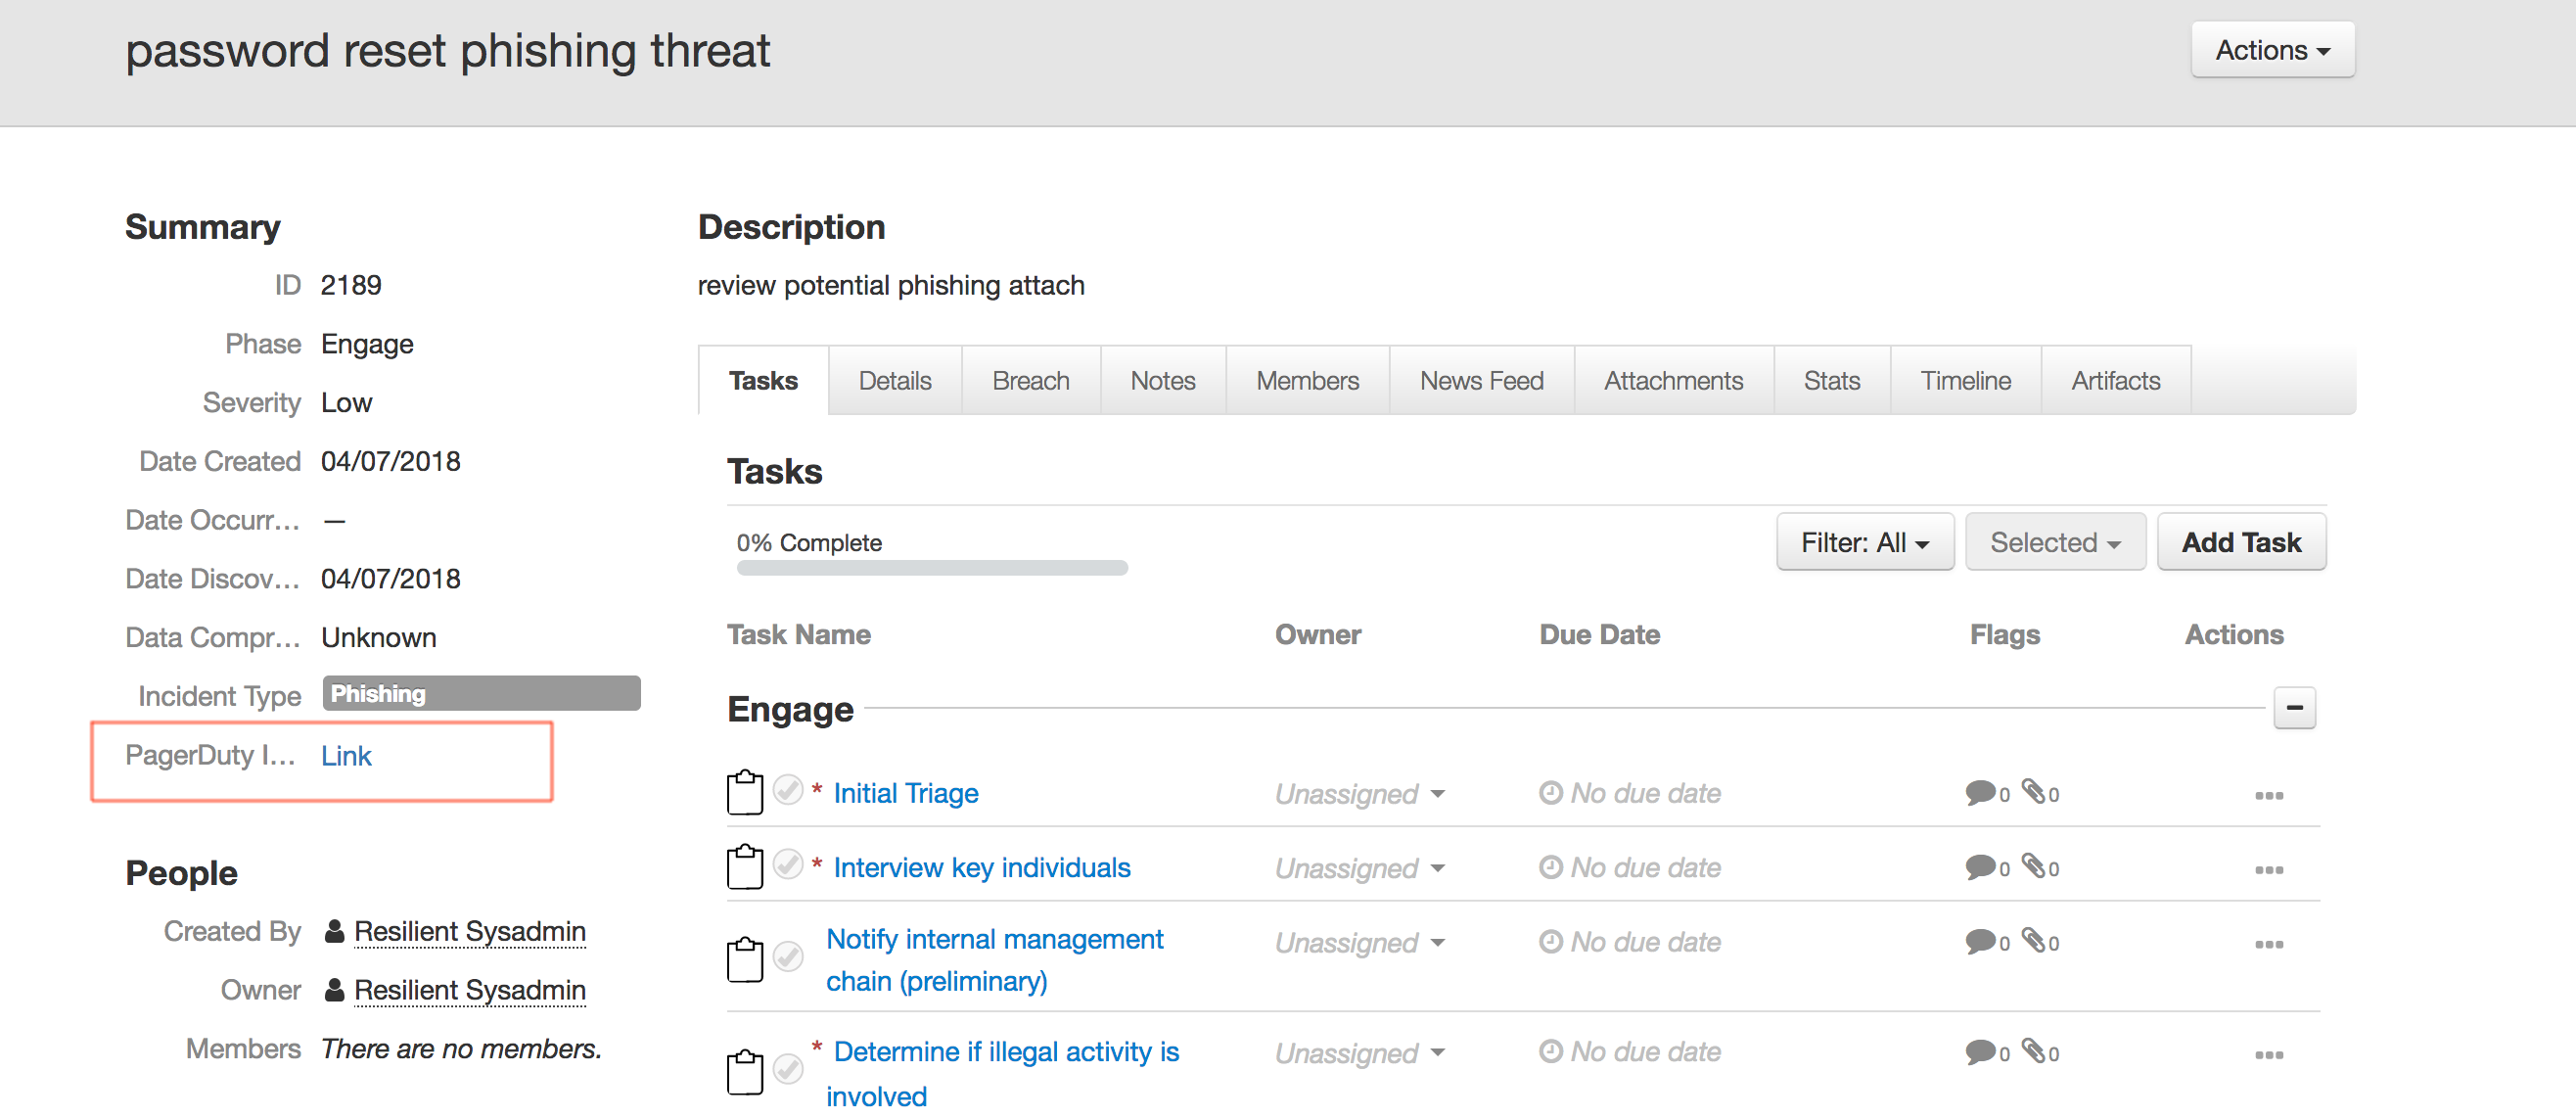 password reset phishing threat
Actions
Summary
ID 2189
Phase Engage
Severity Low
Date Created 04/07/2018
Date Occurr... —
Date Discov... 04/07/2018
Data Compr... Unknown
Incident Type Phishing
PagerDuty I... Link
People
Created By Resilient Sysadmin
Owner Resilient Sysadmin
Members There are no members.
Description
review potential phishing attach
Tasks Details Breach Notes Members News Feed Attachments Stats Timeline Artifacts
Tasks
0% Complete
Filter: All Selected Add Task
Task Name Owner Due Date Flags Actions
Engage
* Initial Triage Unassigned No due date 0 0
* Interview key individuals Unassigned No due date 0 0
Notify internal management Unassigned No due date 0 0
chain (preliminary)
* Determine if illegal activity is Unassigned No due date 0 0
involved